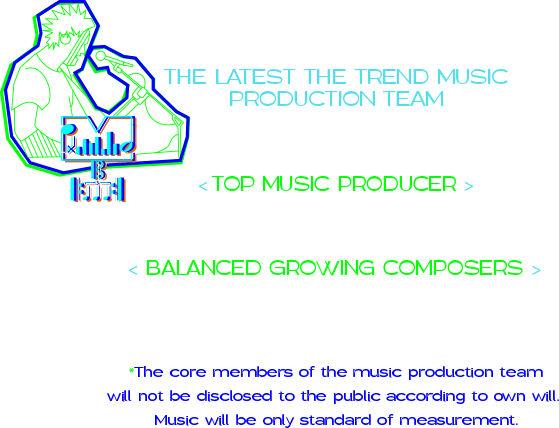 THE LATEST THE TREND MUSIC
PRODUCTION TEAM
< TOP MUSIC PRODUCER >
< BALANCED GROWING COMPOSERS >
*The core members of the music production team
will not be disclosed to the public according to own will.
Music will be only standard of measurement.